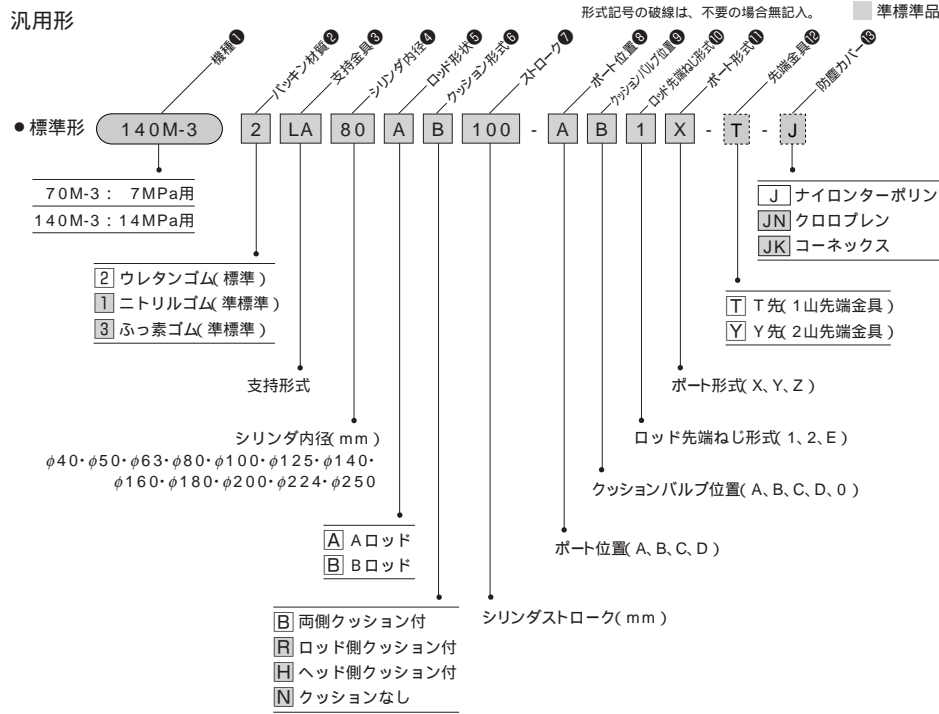 汎用形
形式記号の破線は、不要の場合無記入。
準標準品
機種❶
パッキン材質❷
支持金具❸
シリンダ内径❹
ロッド形状❺
クッション形式❻
ストローク❼
ポート位置❽
クッションバルブ位置❾
ロッド先端ねじ形式❿
ポート形式⓫
先端金具⓬
防塵カバー⓭
●標準形 140M-3 2 LA 80 A B 100 - A B 1 X - T - J
70M-3：7MPa用
140M-3：14MPa用
J ナイロンターポリン
JN クロロプレン
JK コーネックス
2 ウレタンゴム(標準)
1 ニトリルゴム(準標準)
3 ふっ素ゴム(準標準)
T T先(1山先端金具)
Y Y先(2山先端金具)
支持形式
ポート形式(X、Y、Z)
シリンダ内径(mm)
φ40・φ50・φ63・φ80・φ100・φ125・φ140・
φ160・φ180・φ200・φ224・φ250
ロッド先端ねじ形式(1、2、E)
クッションバルブ位置(A、B、C、D、0)
A Aロッド
B Bロッド
ポート位置(A、B、C、D)
B 両側クッション付
R ロッド側クッション付
H ヘッド側クッション付
N クッションなし
シリンダストローク(mm)